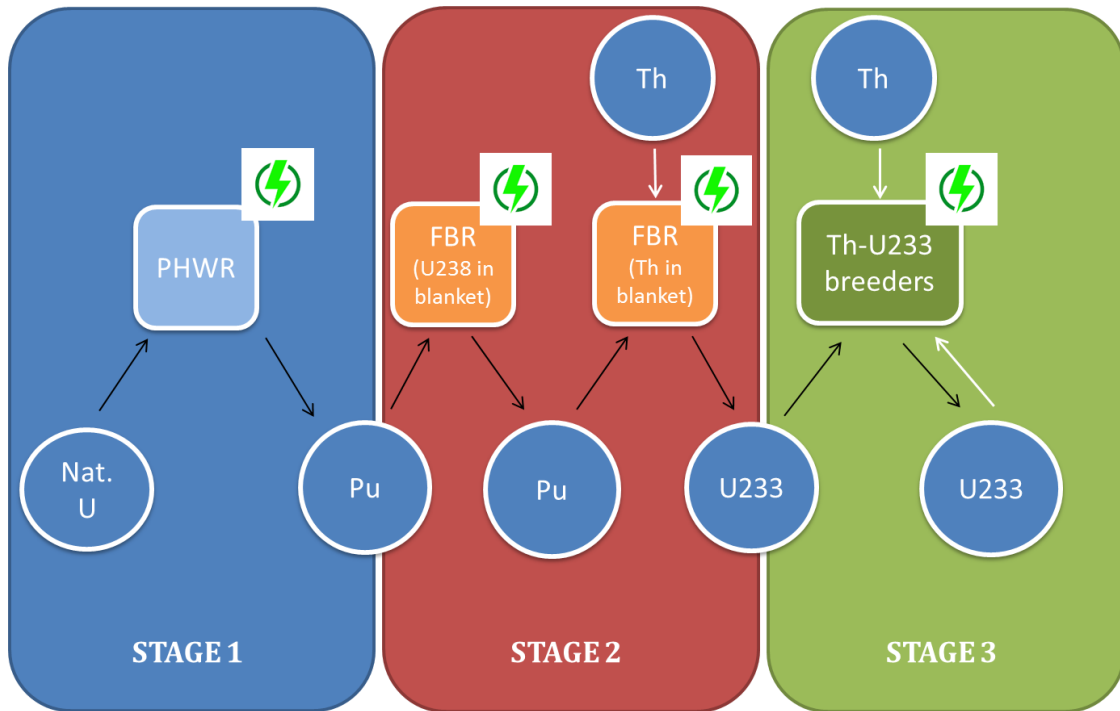 Th
Th
PHWR
FBR
(U238 in
blanket)
FBR
(Th in
blanket)
Th-U233
breeders
Nat.
U
Pu
Pu
U233
U233
STAGE 1
STAGE 2
STAGE 3